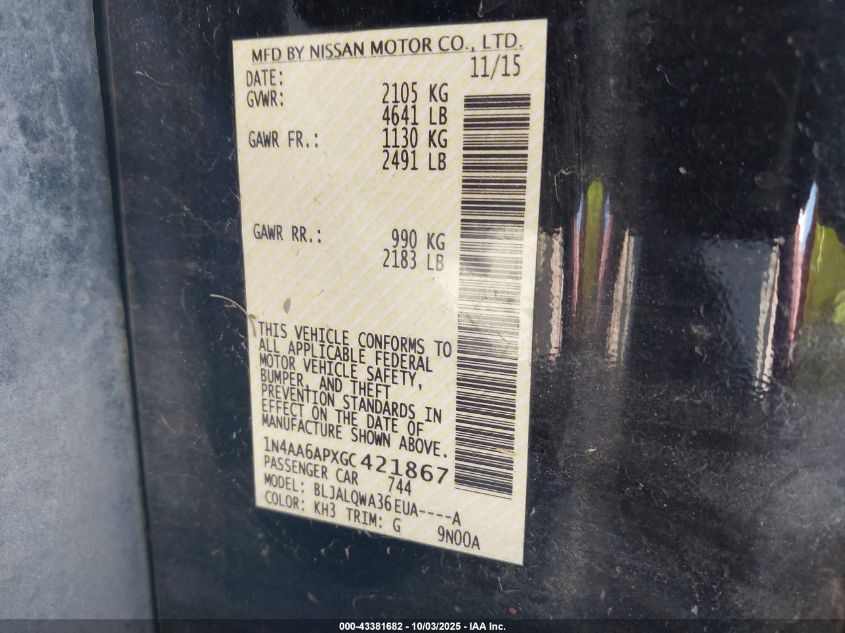 MFD BY NISSAN MOTOR CO., LTD.
DATE: 11/15
GVWR: 2105 KG
4641 LB
GAWR FR.: 1130 KG
2491 LB
GAWR RR.: 990 KG
2183 LB
THIS VEHICLE CONFORMS TO
ALL APPLICABLE FEDERAL
MOTOR VEHICLE SAFETY,
BUMPER, AND THEFT
PREVENTION STANDARDS IN
EFFECT ON THE DATE OF
MANUFACTURE SHOWN ABOVE.
1N4AA6APXGC421867
PASSENGER CAR 744
MODEL: BLJALQWA36EUA----A
COLOR: KH3 TRIM: G 9N00A
000-43381682 - 10/03/2025 - IAA Inc.